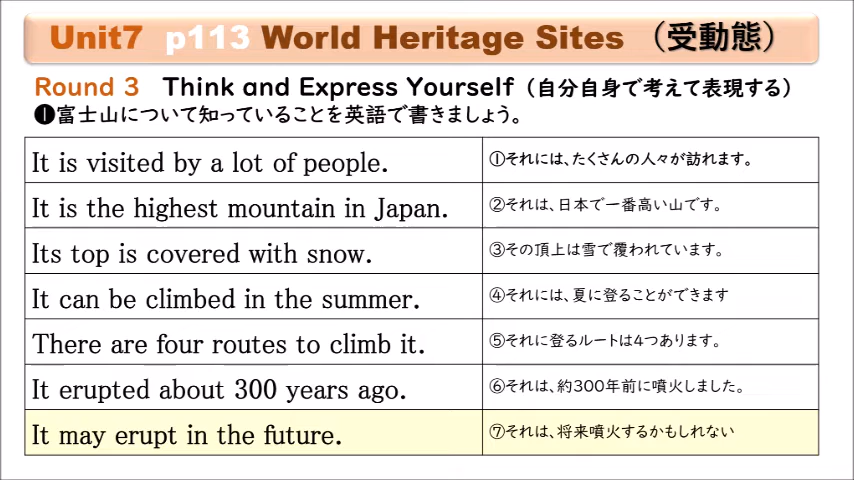 Unit7 p113 World Heritage Sites （受動態）
Round 3 Think and Express Yourself（自分自身で考えて表現する）
❶富士山について知っていることを英語で書きましょう。
It is visited by a lot of people. ①それには、たくさんの人々が訪れます。
It is the highest mountain in Japan. ②それは、日本で一番高い山です。
Its top is covered with snow. ③その頂上は雪で覆われています。
It can be climbed in the summer. ④それには、夏に登ることができます
There are four routes to climb it. ⑤それに登るルートは4つあります。
It erupted about 300 years ago. ⑥それは、約300年前に噴火しました。
It may erupt in the future. ⑦それは、将来噴火するかもしれない